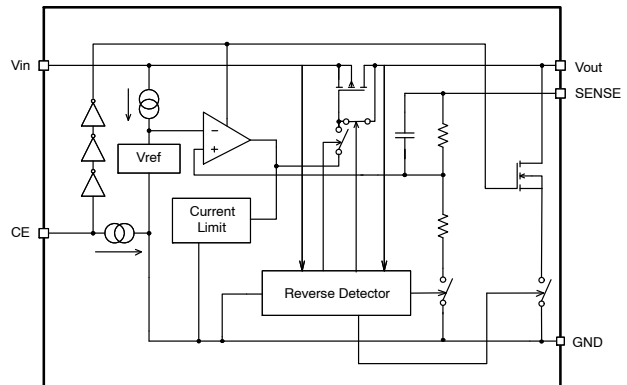 Vin
Vout
SENSE
Vref
−
+
CE
Current
Limit
Reverse Detector
GND